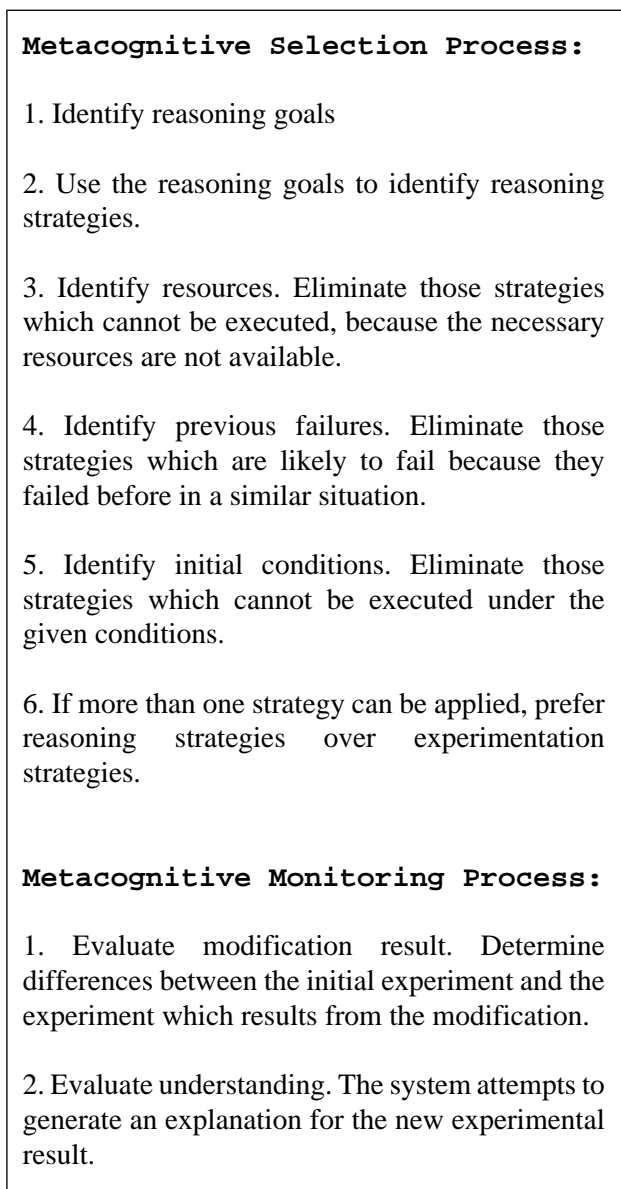 Metacognitive Selection Process:
1. Identify reasoning goals
2. Use the reasoning goals to identify reasoning
strategies.
3. Identify resources. Eliminate those strategies
which cannot be executed, because the necessary
resources are not available.
4. Identify previous failures. Eliminate those
strategies which are likely to fail because they
failed before in a similar situation.
5. Identify initial conditions. Eliminate those
strategies which cannot be executed under the
given conditions.
6. If more than one strategy can be applied, prefer
reasoning strategies over experimentation
strategies.
Metacognitive Monitoring Process:
1. Evaluate modification result. Determine
differences between the initial experiment and the
experiment which results from the modification.
2. Evaluate understanding. The system attempts to
generate an explanation for the new experimental
result.